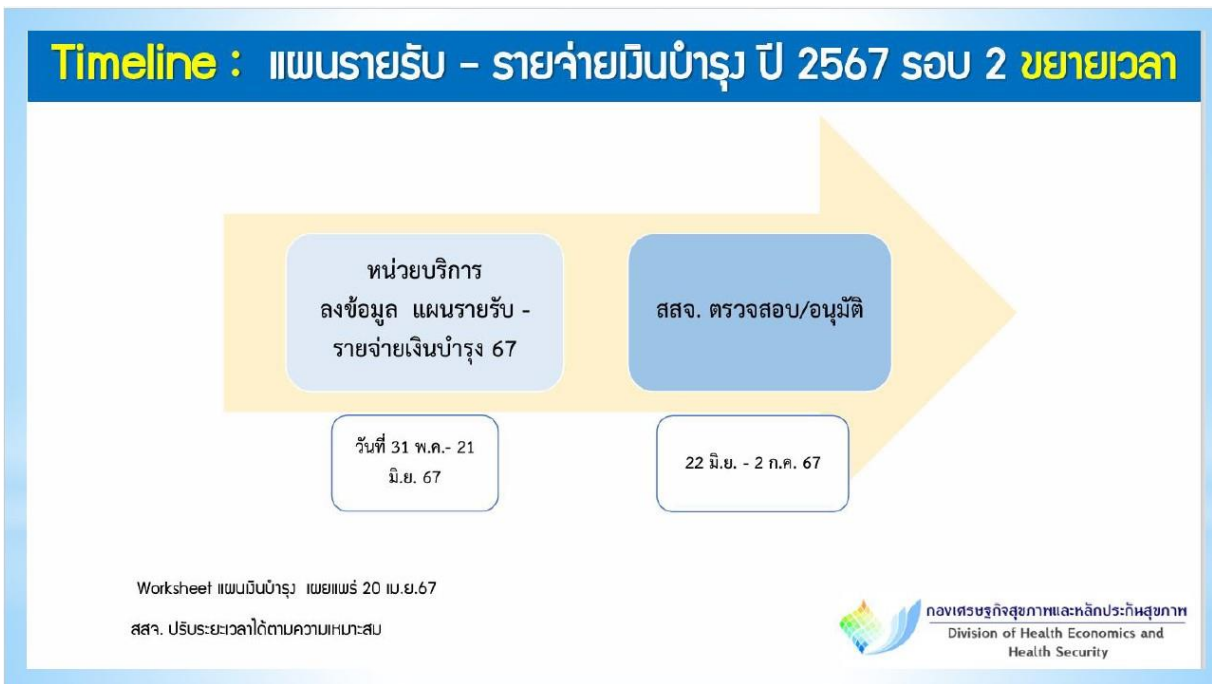 Timeline : แผนรายรับ - รายจ่ายเงินบำรุง ปี 2567 รอบ 2 ขยายเวลา
หน่วยบริการ
ลงข้อมูล แผนรายรับ -
รายจ่ายเงินบำรุง 67
สสจ. ตรวจสอบ/อนุมัติ
วันที่ 31 พ.ค.- 21
มิ.ย. 67
22 มิ.ย. - 2 ก.ค. 67
Worksheet แผนเงินบำรุง เผยแพร่ 20 เม.ย.67
สสจ. ปรับระยะเวลาได้ตามความเหมาะสม
กองเศรษฐกิจสุขภาพและหลักประกันสุขภาพ
Division of Health Economics and
Health Security